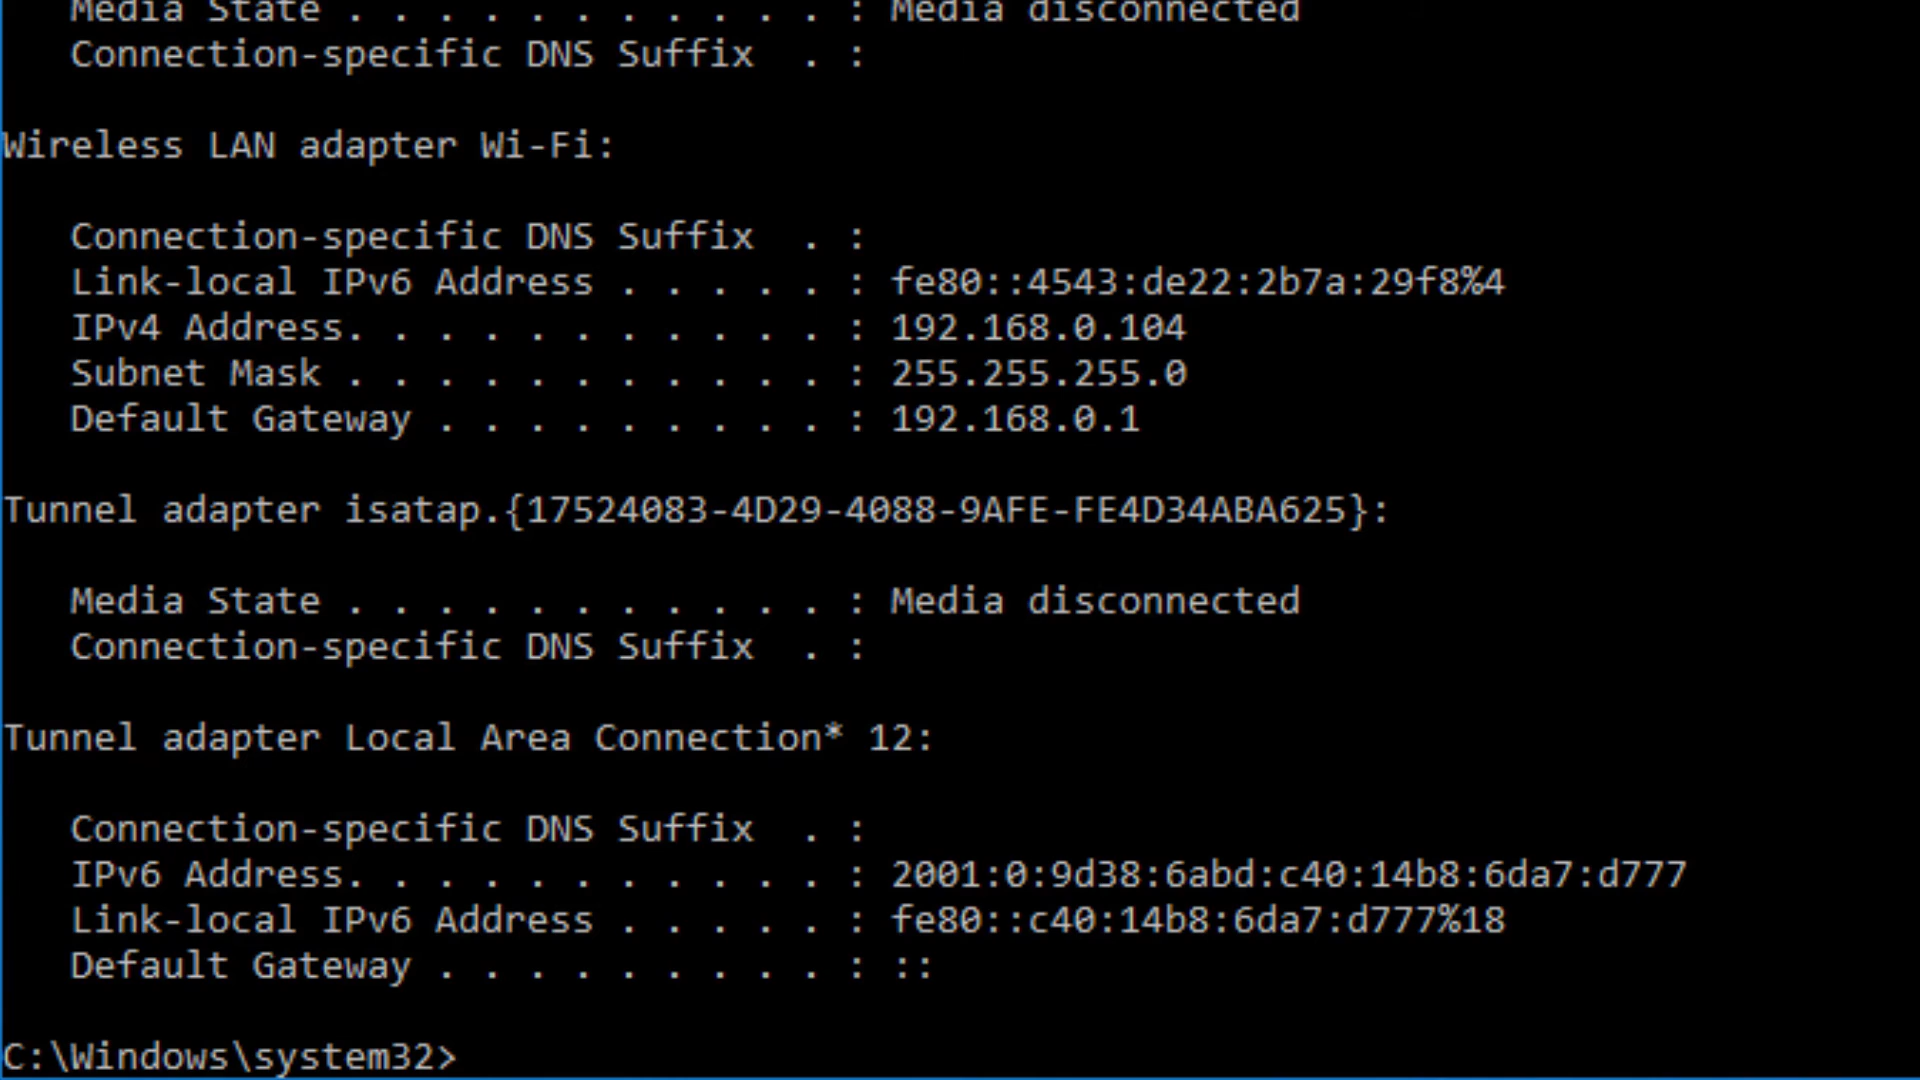 Media State . . . . . . . . . . . : Media disconnected
Connection-specific DNS Suffix  . :
Wireless LAN adapter Wi-Fi:
Connection-specific DNS Suffix  . :
Link-local IPv6 Address . . . . . : fe80::4543:de22:2b7a:29f8%4
IPv4 Address. . . . . . . . . . . : 192.168.0.104
Subnet Mask . . . . . . . . . . . : 255.255.255.0
Default Gateway . . . . . . . . . : 192.168.0.1
Tunnel adapter isatap.{17524083-4D29-4088-9AFE-FE4D34ABA625}:
Media State . . . . . . . . . . . : Media disconnected
Connection-specific DNS Suffix  . :
Tunnel adapter Local Area Connection* 12:
Connection-specific DNS Suffix  . :
IPv6 Address. . . . . . . . . . . : 2001:0:9d38:6abd:c40:14b8:6da7:d777
Link-local IPv6 Address . . . . . : fe80::c40:14b8:6da7:d777%18
Default Gateway . . . . . . . . . : ::
C:\Windows\system32>